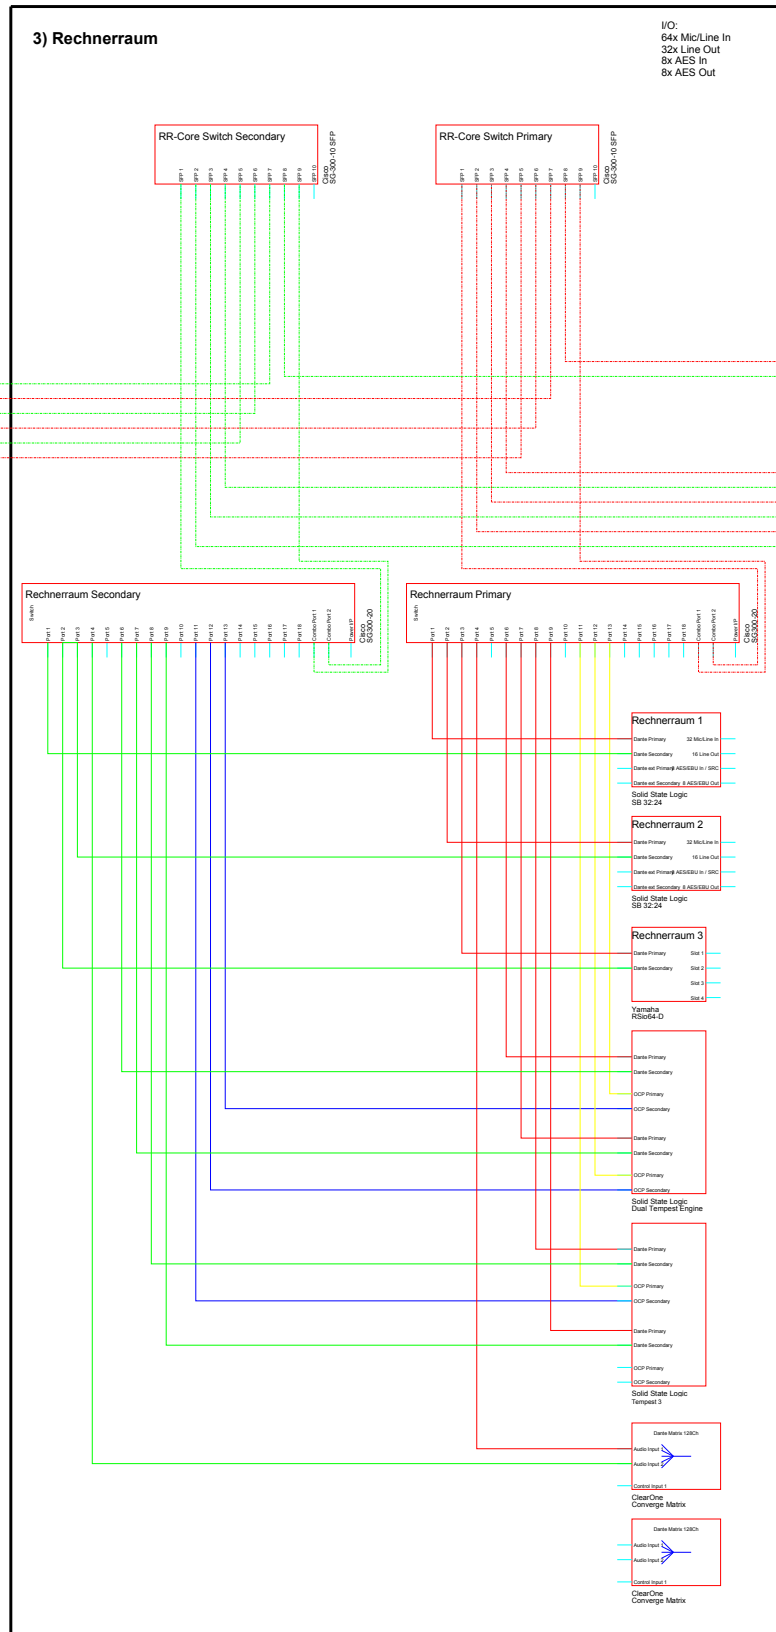 3) Rechnerraum
I/O:
64x Mic/Line In
32x Line Out
8x AES In
8x AES Out
RR-Core Switch Secondary
SFP 1
SFP 2
SFP 3
SFP 4
SFP 5
SFP 6
SFP 7
SFP 8
SFP 9
SFP 10
Cisco
SG-300-10 SFP
RR-Core Switch Primary
SFP 1
SFP 2
SFP 3
SFP 4
SFP 5
SFP 6
SFP 7
SFP 8
SFP 9
SFP 10
Cisco
SG-300-10 SFP
Rechnerraum Secondary
Switch
Port 1
Port 2
Port 3
Port 4
Port 5
Port 6
Port 7
Port 8
Port 9
Port 10
Port 11
Port 12
Port 13
Port 14
Port 15
Port 16
Port 17
Port 18
Combo Port 1
Combo Port 2
Power I/P
Cisco
SG300-20
Rechnerraum Primary
Switch
Port 1
Port 2
Port 3
Port 4
Port 5
Port 6
Port 7
Port 8
Port 9
Port 10
Port 11
Port 12
Port 13
Port 14
Port 15
Port 16
Port 17
Port 18
Combo Port 1
Combo Port 2
Power I/P
Cisco
SG300-20
Rechnerraum 1
Dante Primary 32 Mic/Line In
Dante Secondary 16 Line Out
Dante ext Primary AES/EBU In / SRC
Dante ext Secondary 8 AES/EBU Out
Solid State Logic
SB 32:24
Rechnerraum 2
Dante Primary 32 Mic/Line In
Dante Secondary 16 Line Out
Dante ext Primary AES/EBU In / SRC
Dante ext Secondary 8 AES/EBU Out
Solid State Logic
SB 32:24
Rechnerraum 3
Dante Primary Slot 1
Dante Secondary Slot 2
Slot 3
Slot 4
Yamaha
RSio64-D
Dante Primary
Dante Secondary
OCP Primary
OCP Secondary
Dante Primary
Dante Secondary
OCP Primary
OCP Secondary
Solid State Logic
Dual Tempest Engine
Dante Primary
Dante Secondary
OCP Primary
OCP Secondary
Dante Primary
Dante Secondary
OCP Primary
OCP Secondary
Solid State Logic
Tempest 3
Dante Matrix 128Ch
Audio Input
Audio Input
Control Input 1
ClearOne
Converge Matrix
Dante Matrix 128Ch
Audio Input
Audio Input
Control Input 1
ClearOne
Converge Matrix